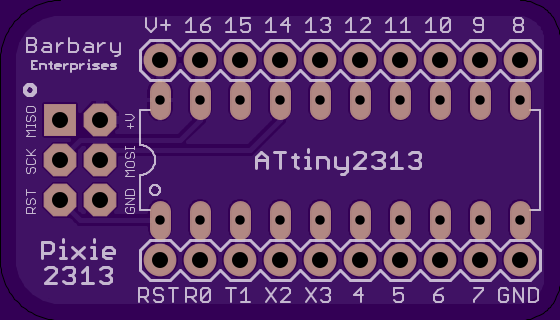 V+ 16 15 14 13 12 11 10 9 8
Barbary
Enterprises
MISO +V
SCK MOSI
RST GND
ATtiny2313
Pixie
2313
RST R0 T1 X2 X3 4 5 6 7 GND